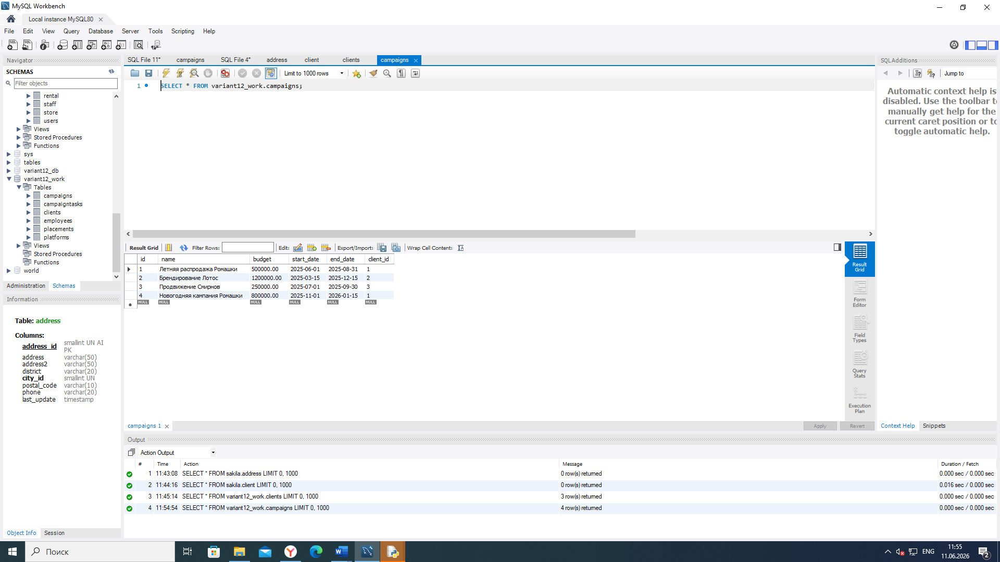 MySQL Workbench
Local instance MySQL80
File Edit View Query Database Server Tools Scripting Help
Navigator
SCHEMAS
Filter objects
rental
staff
store
users
Views
Stored Procedures
Functions
sys
tables
variant12_db
variant12_work
Tables
campaigns
campaigntasks
clients
employees
placements
platforms
Views
Stored Procedures
Functions
world
Administration Schemas
Information
Table: address
Columns:
address_id smallint UN AI PK
address varchar(50)
address2 varchar(50)
district varchar(20)
city_id smallint UN
postal_code varchar(10)
phone varchar(20)
last_update timestamp
Object Info Session
SQL File 11* campaigns SQL File 4* address client clients campaigns
Limit to 1000 rows
1 SELECT * FROM variant12_work.campaigns;
Result Grid Filter Rows: Edit: Export/Import: Wrap Cell Content:
id name budget start_date end_date client_id
1 Летняя распродажа Ромашки 500000.00 2025-06-01 2025-08-31 1
2 Брендирование Лотос 1200000.00 2025-03-15 2025-12-15 2
3 Продвижение Смирнов 250000.00 2025-07-01 2025-09-30 3
4 Новогодняя кампания Ромашки 800000.00 2025-11-01 2026-01-15 1
NULL NULL NULL NULL NULL NULL
Result Grid
Form Editor
Field Types
Query Stats
Execution Plan
campaigns 1
Apply Revert
SQLAdditions
Jump to
Automatic context help is
disabled. Use the toolbar to
manually get help for the
current caret position or to
toggle automatic help.
Context Help Snippets
Output
Action Output
# Time Action Message Duration / Fetch
1 11:43:08 SELECT * FROM sakila.address LIMIT 0, 1000 0 row(s) returned 0.000 sec / 0.000 sec
2 11:44:16 SELECT * FROM sakila.client LIMIT 0, 1000 0 row(s) returned 0.016 sec / 0.000 sec
3 11:45:14 SELECT * FROM variant12_work.clients LIMIT 0, 1000 3 row(s) returned 0.000 sec / 0.000 sec
4 11:54:54 SELECT * FROM variant12_work.campaigns LIMIT 0, 1000 4 row(s) returned 0.000 sec / 0.000 sec
Поиск
ENG
11:55
11.06.2026
2